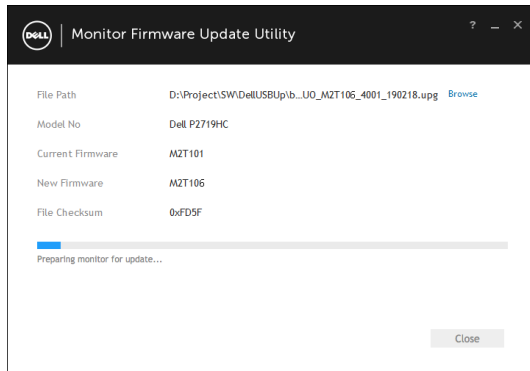 DELL Monitor Firmware Update Utility ? _ ×
File Path D:\Project\SW\DellUSBUp\b...UO_M2T106_4001_190218.upg Browse
Model No Dell P2719HC
Current Firmware M2T101
New Firmware M2T106
File Checksum 0xFD5F
Preparing monitor for update...
Close